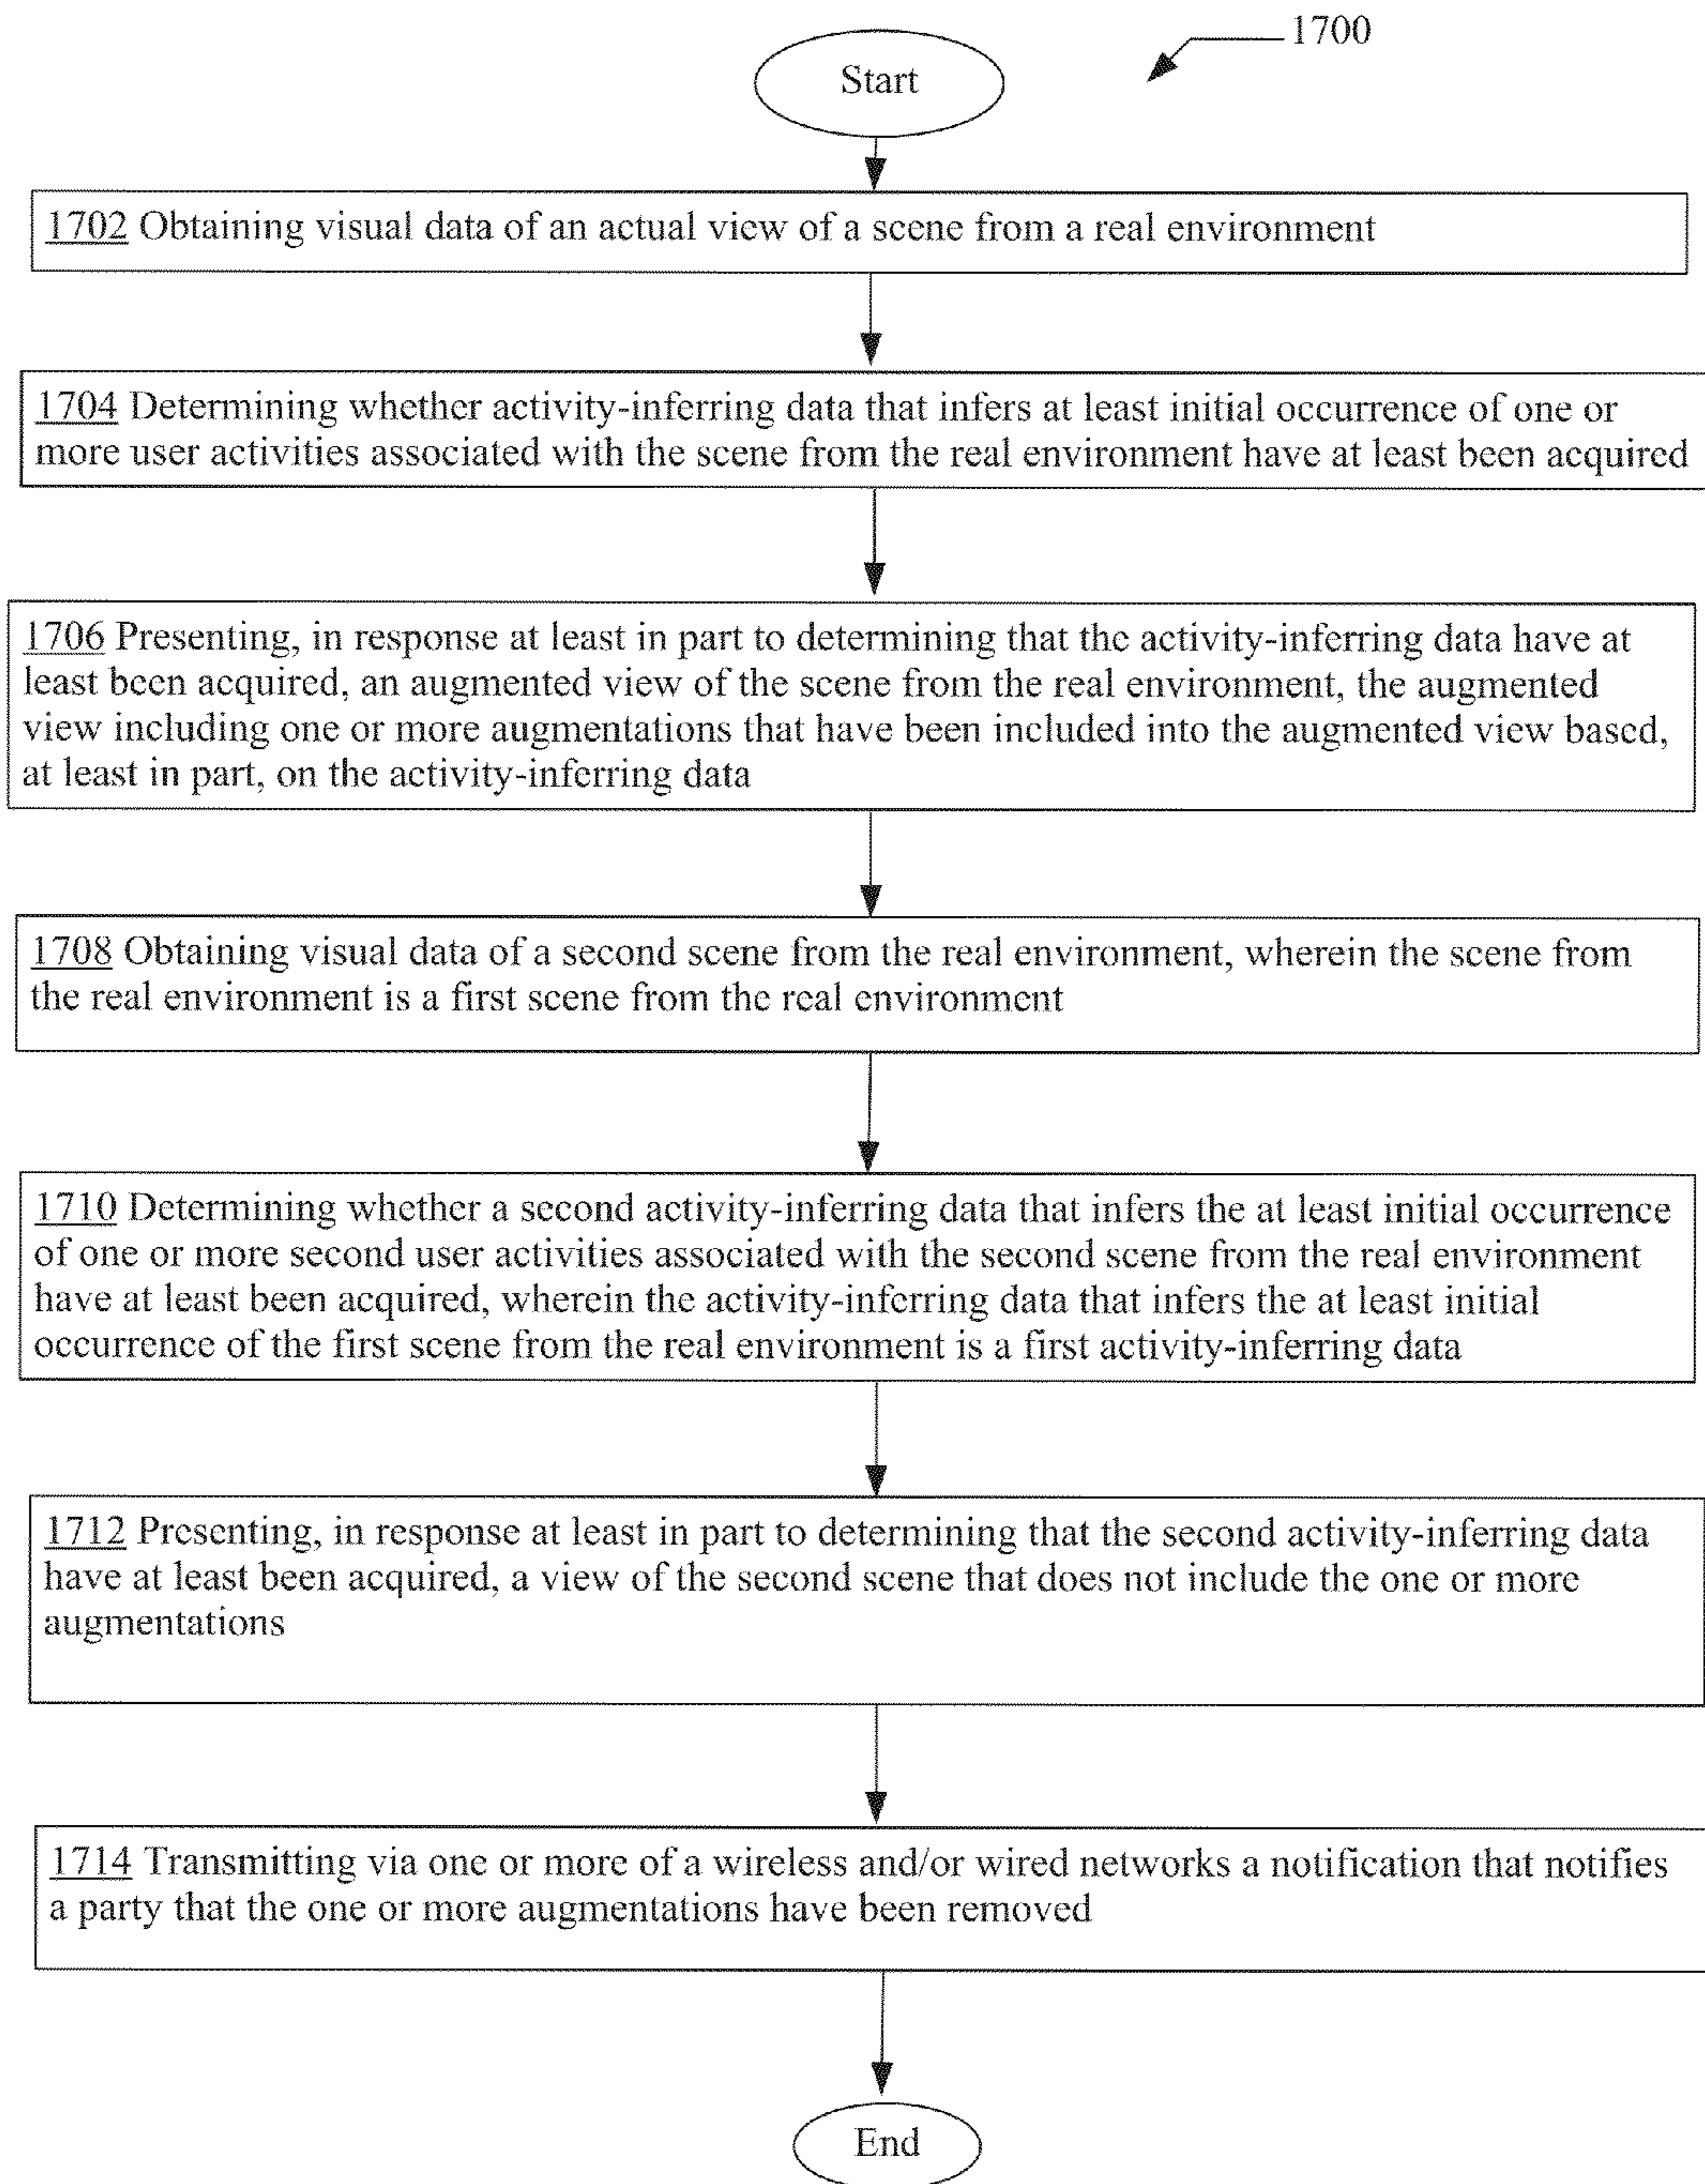 1700
Start
1702 Obtaining visual data of an actual view of a scene from a real environment
1704 Determining whether activity-inferring data that infers at least initial occurrence of one or
more user activities associated with the scene from the real environment have at least been acquired
1706 Presenting, in response at least in part to determining that the activity-inferring data have at
least been acquired, an augmented view of the scene from the real environment, the augmented
view including one or more augmentations that have been included into the augmented view based,
at least in part, on the activity-inferring data
1708 Obtaining visual data of a second scene from the real environment, wherein the scene from
the real environment is a first scene from the real environment
1710 Determining whether a second activity-inferring data that infers the at least initial occurrence
of one or more second user activities associated with the second scene from the real environment
have at least been acquired, wherein the activity-inferring data that infers the at least initial
occurrence of the first scene from the real environment is a first activity-inferring data
1712 Presenting, in response at least in part to determining that the second activity-inferring data
have at least been acquired, a view of the second scene that does not include the one or more
augmentations
1714 Transmitting via one or more of a wireless and/or wired networks a notification that notifies
a party that the one or more augmentations have been removed
End